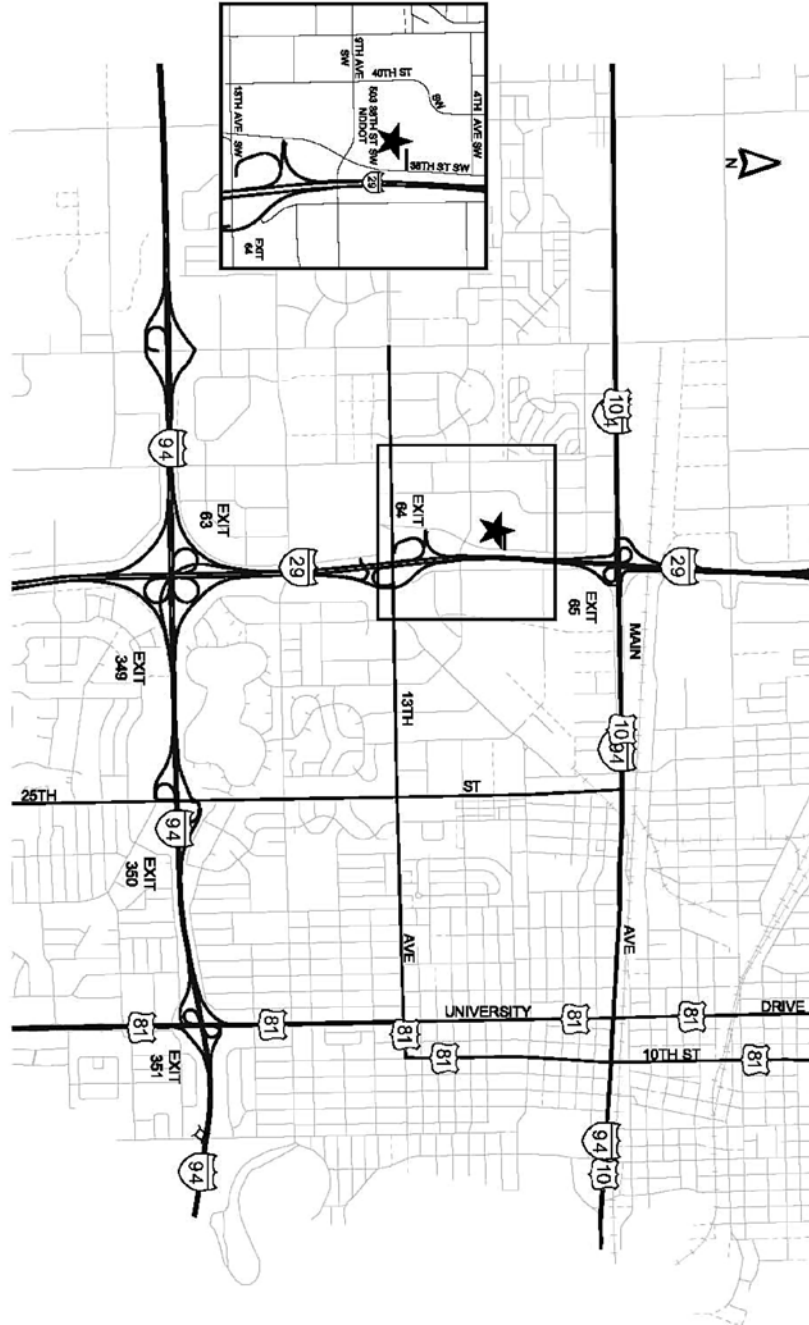 9TH AVE
SW
40TH ST
SW
4TH AVE SW
13TH AVE SW
503 38TH ST SW
NDDOT
38TH ST SW
29
EXIT
64
N
10
94
94
EXIT
63
EXIT
64
29
29
EXIT
65
MAIN
EXIT
349
13TH
10
94
25TH
ST
94
EXIT
350
AVE
AVE
UNIVERSITY
DRIVE
81
81
81
81
81
81
81
10TH ST
EXIT
351
94
94
10